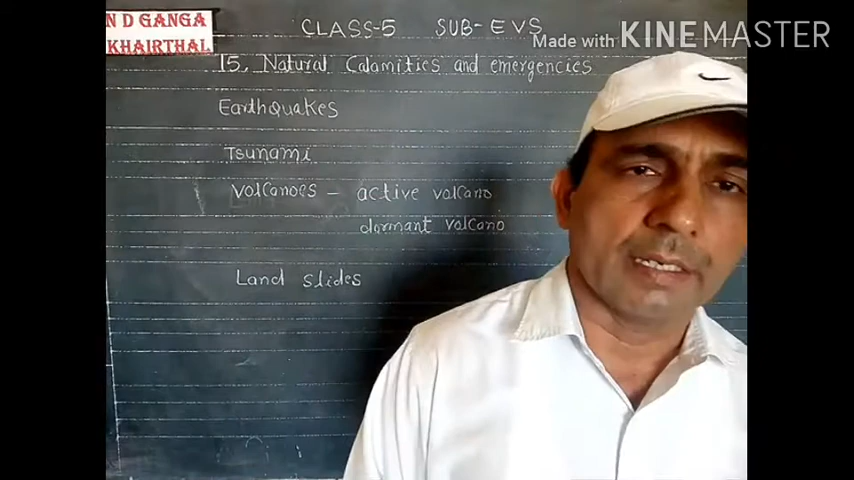 N D GANGA
KHAIRTHAL
CLASS-5 SUB- E V S
Made with KINEMASTER
15. Natural Calamities and emergencies
EarthQuakes
Tsunami
volcanoes - active volcano
dormant volcano
Land slides